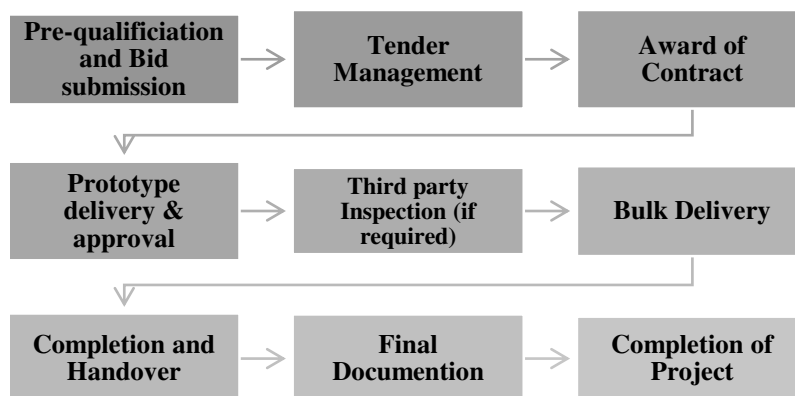 Pre-qualificiation
and Bid
submission
Tender
Management
Award of
Contract
Prototype
delivery &
approval
Third party
Inspection (if
required)
Bulk Delivery
Completion and
Handover
Final
Documention
Completion of
Project